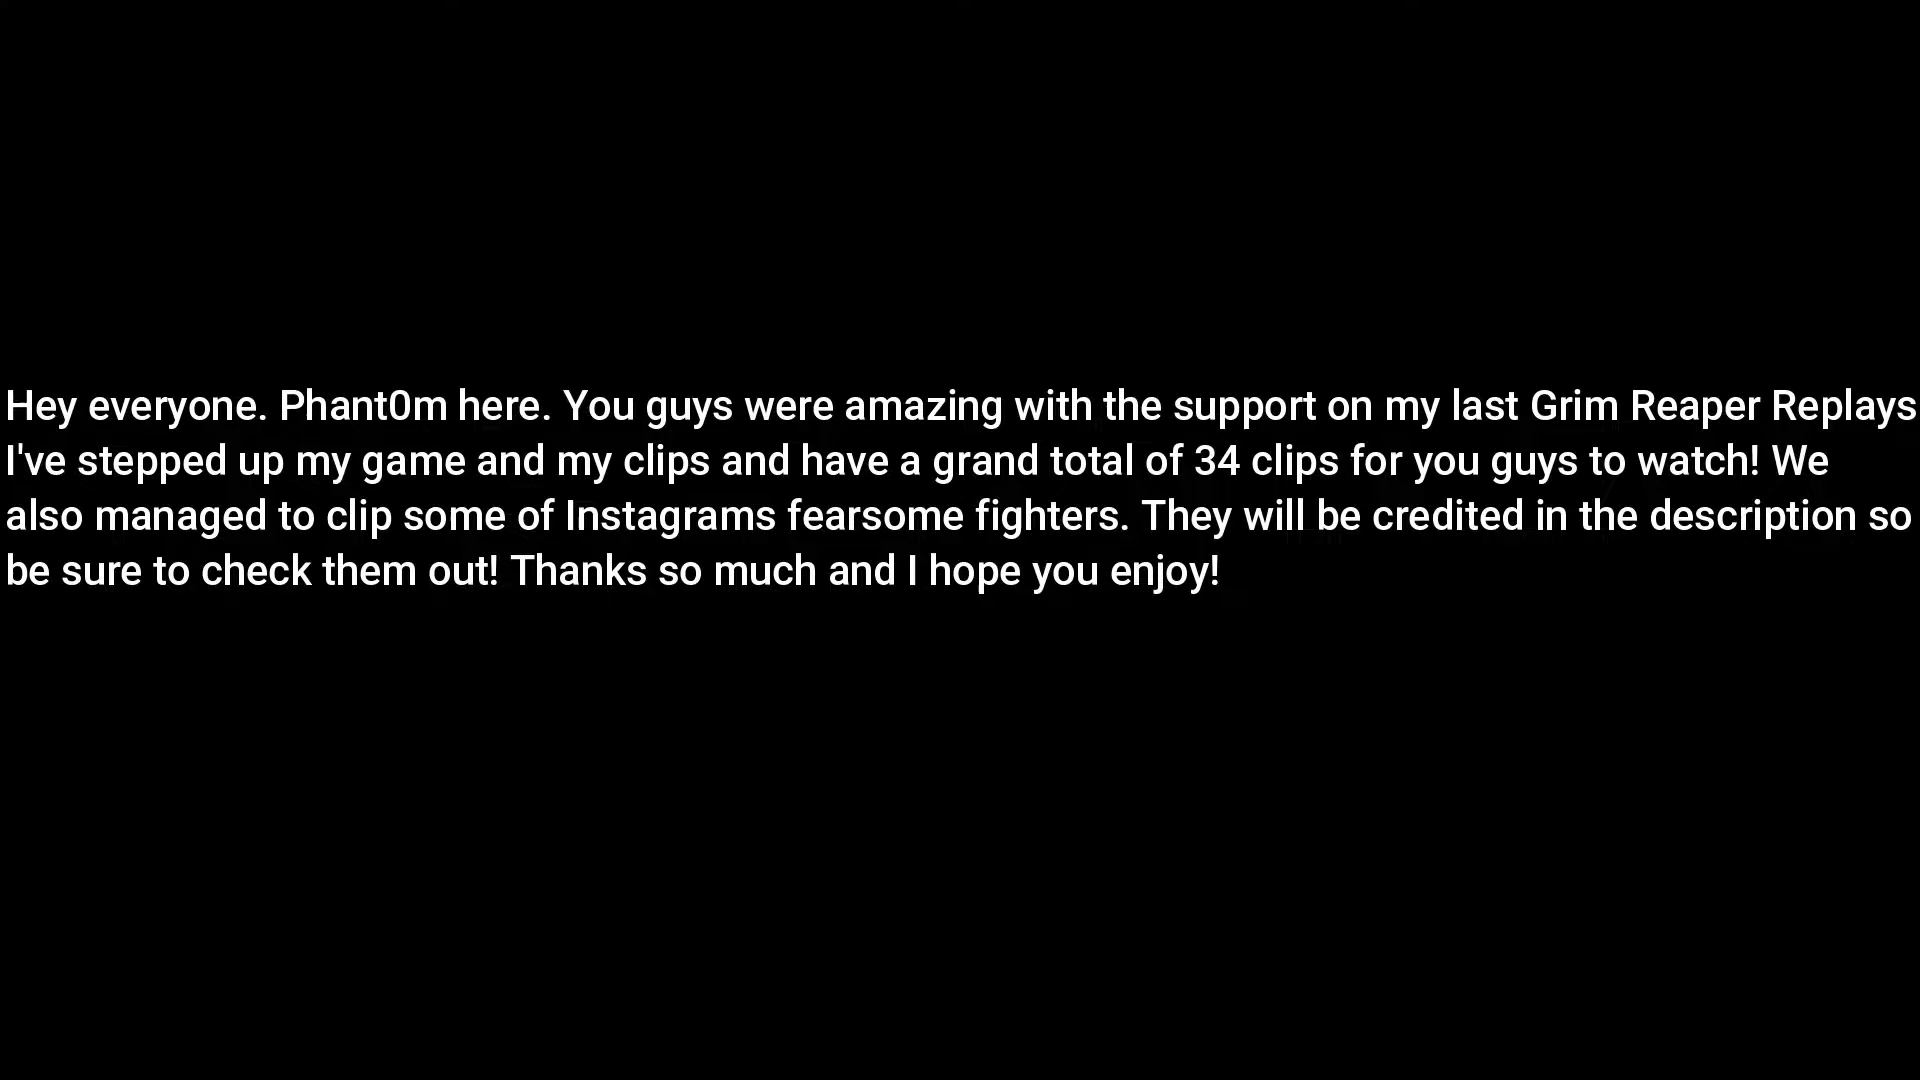 Hey everyone. Phant0m here. You guys were amazing with the support on my last Grim Reaper Replays
I've stepped up my game and my clips and have a grand total of 34 clips for you guys to watch! We
also managed to clip some of Instagrams fearsome fighters. They will be credited in the description so
be sure to check them out! Thanks so much and I hope you enjoy!